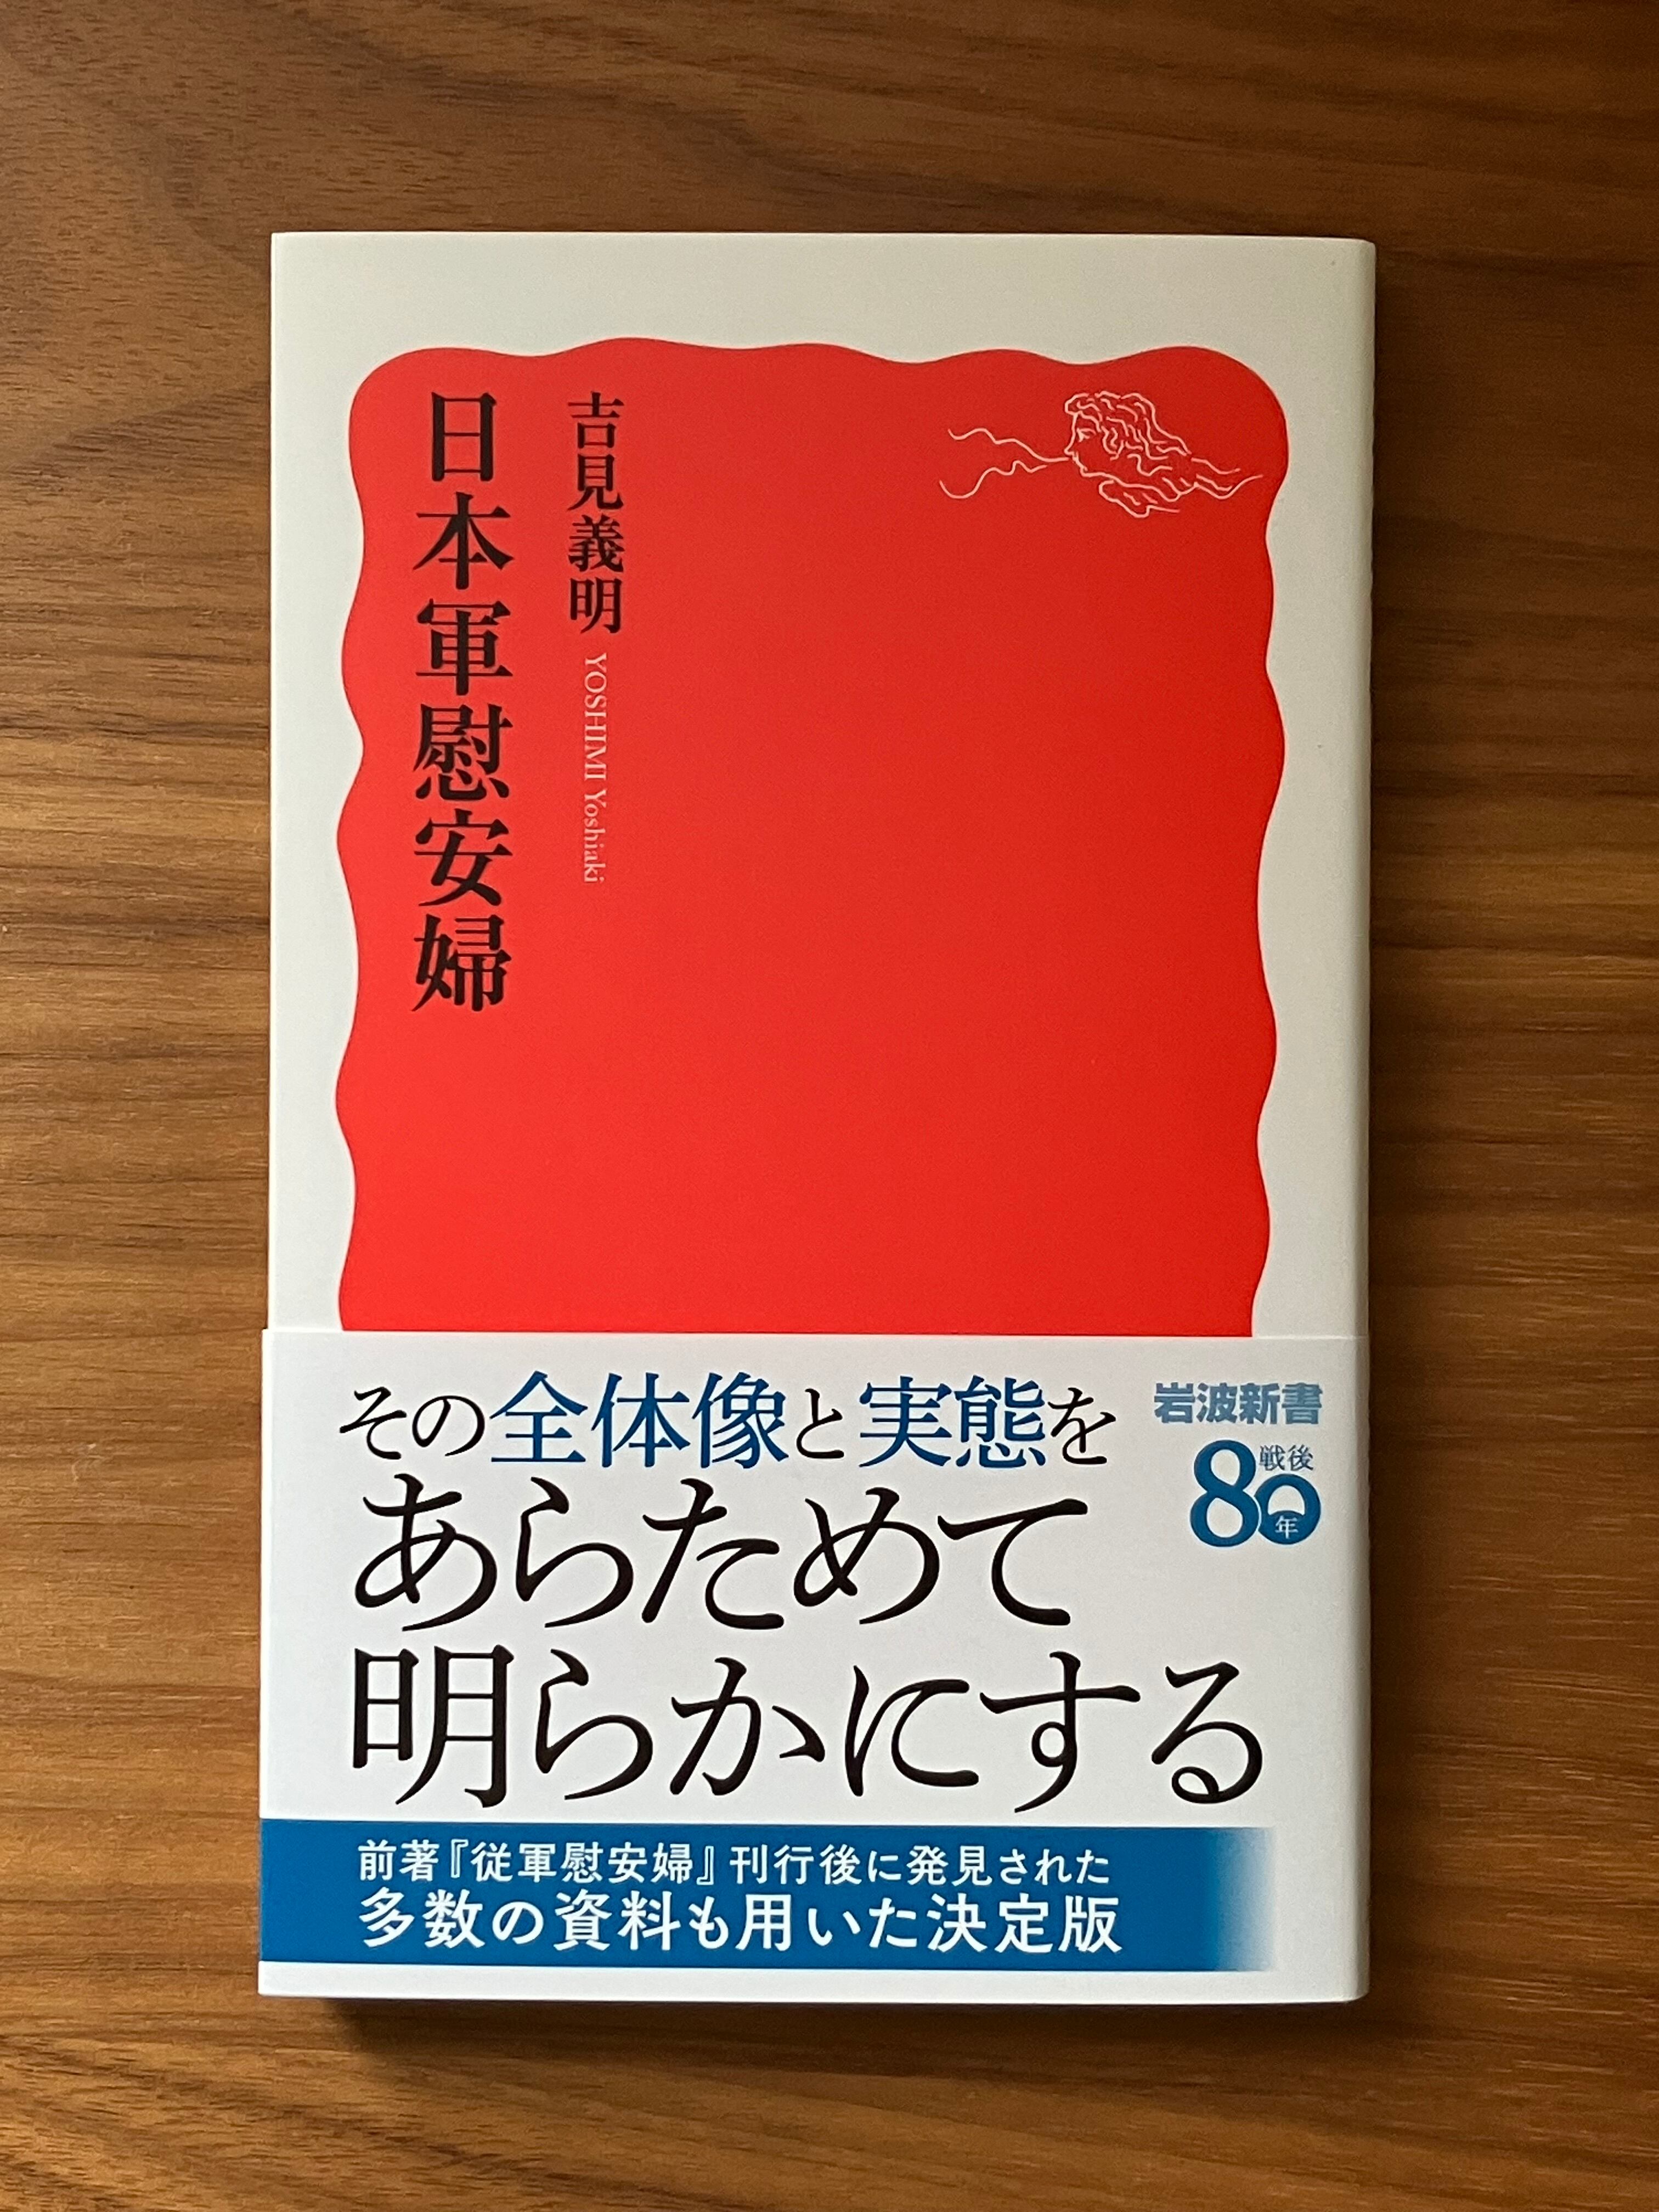 吉見義明 YOSHIMI Yoshiaki
日本軍慰安婦
その全体像と実態を
あらためて
明らかにする
岩波新書
戦後
80年
前著『従軍慰安婦』刊行後に発見された
多数の資料も用いた決定版